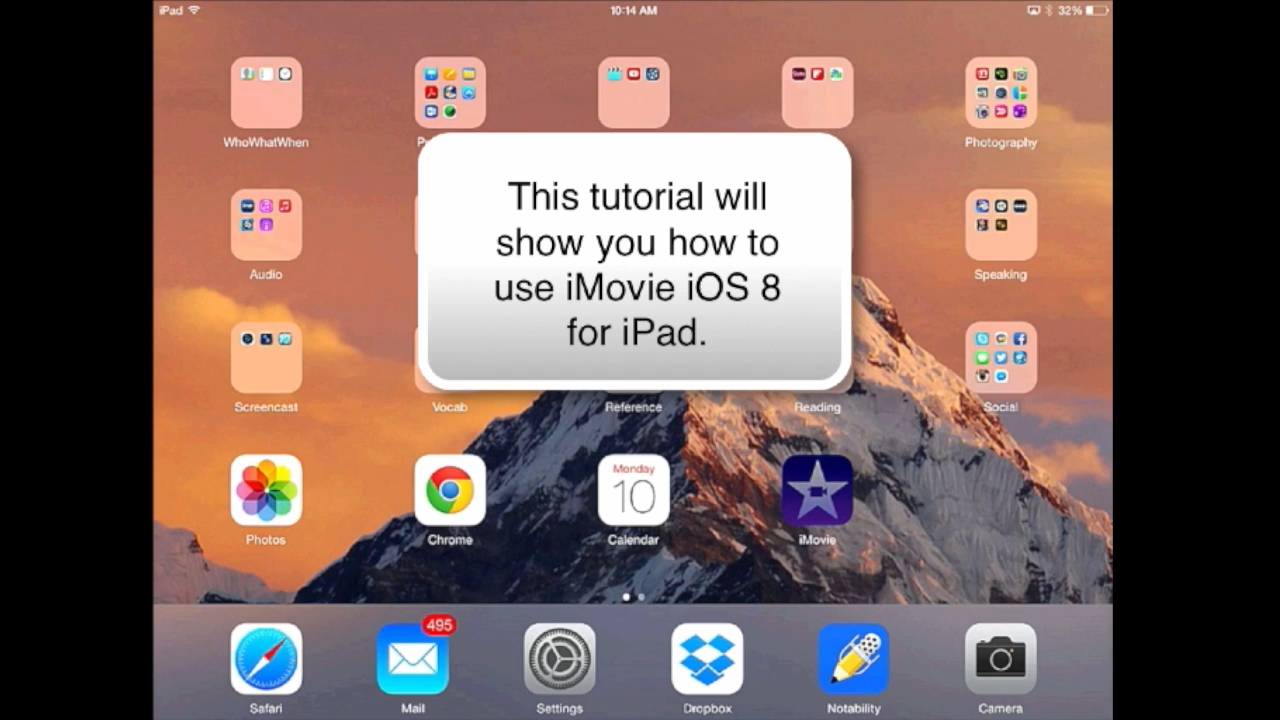 iPad
10:14 AM
32%
WhoWhatWhen
Photography
This tutorial will
show you how to
use iMovie iOS 8
for iPad.
Audio
Speaking
Screencast
Vocab
Reference
Reading
Social
Monday
10
Photos
Chrome
Calendar
iMovie
495
Safari
Mail
Settings
Dropbox
Notability
Camera